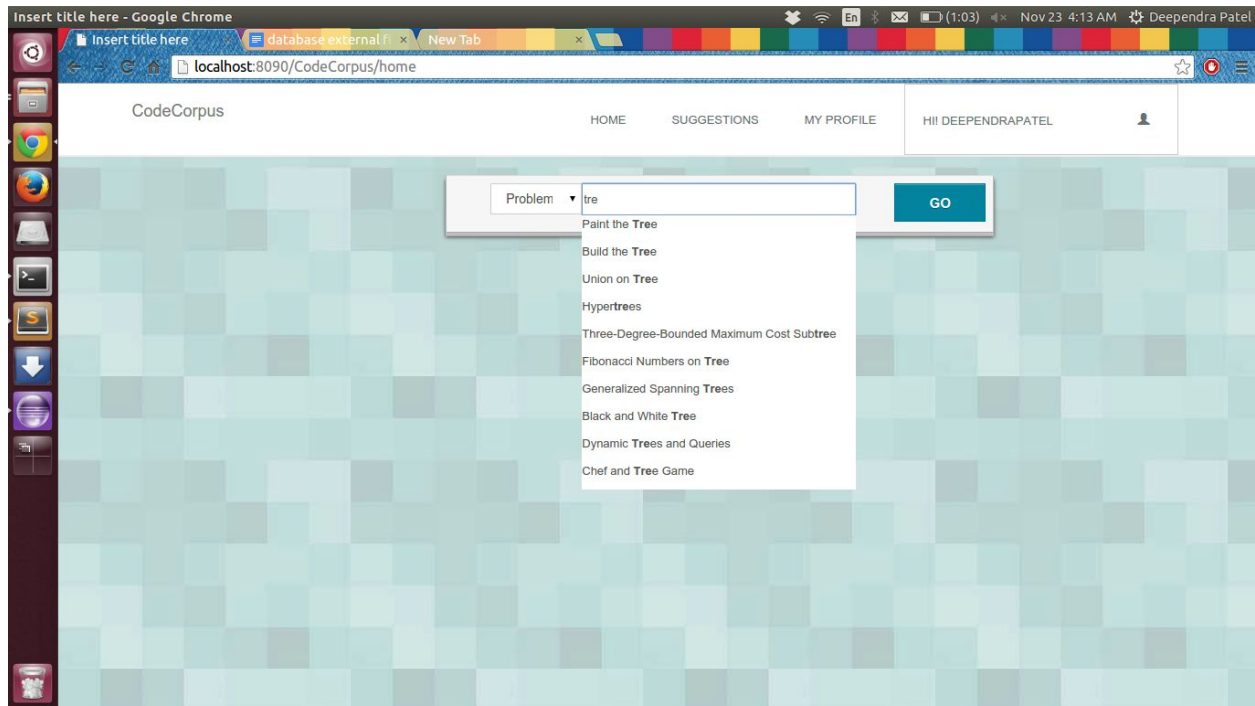 Insert title here - Google Chrome
En
(1:03)
Nov 23 4:13 AM
Deependra Patel
Insert title here
database external fi
New Tab
localhost:8090/CodeCorpus/home
CodeCorpus
HOME
SUGGESTIONS
MY PROFILE
HI! DEEPENDRAPATEL
Problem
tre
GO
Paint the Tree
Build the Tree
Union on Tree
Hypertrees
Three-Degree-Bounded Maximum Cost Subtree
Fibonacci Numbers on Tree
Generalized Spanning Trees
Black and White Tree
Dynamic Trees and Queries
Chef and Tree Game